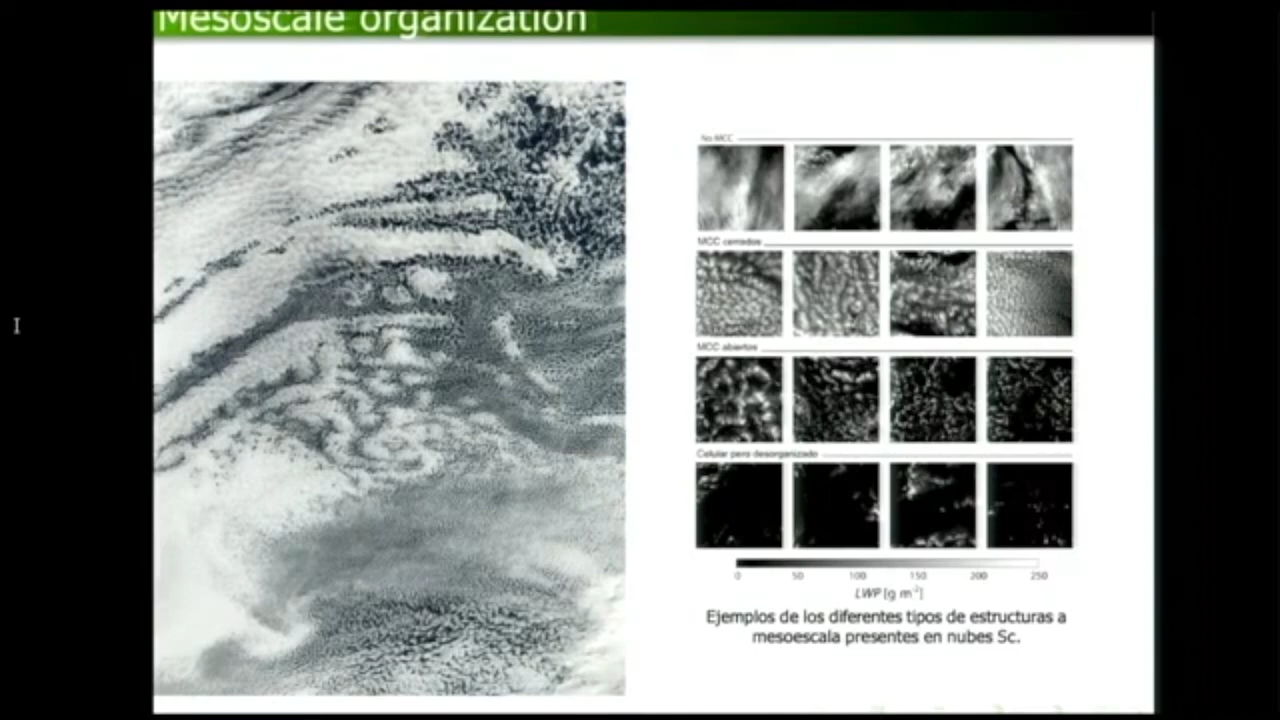 Mesoscale organization
No MCC
MCC cerrados
MCC abiertos
Celular pero desorganizado
0 50 100 150 200 250
LWP [g m⁻²]
Ejemplos de los diferentes tipos de estructuras a
mesoescala presentes en nubes Sc.